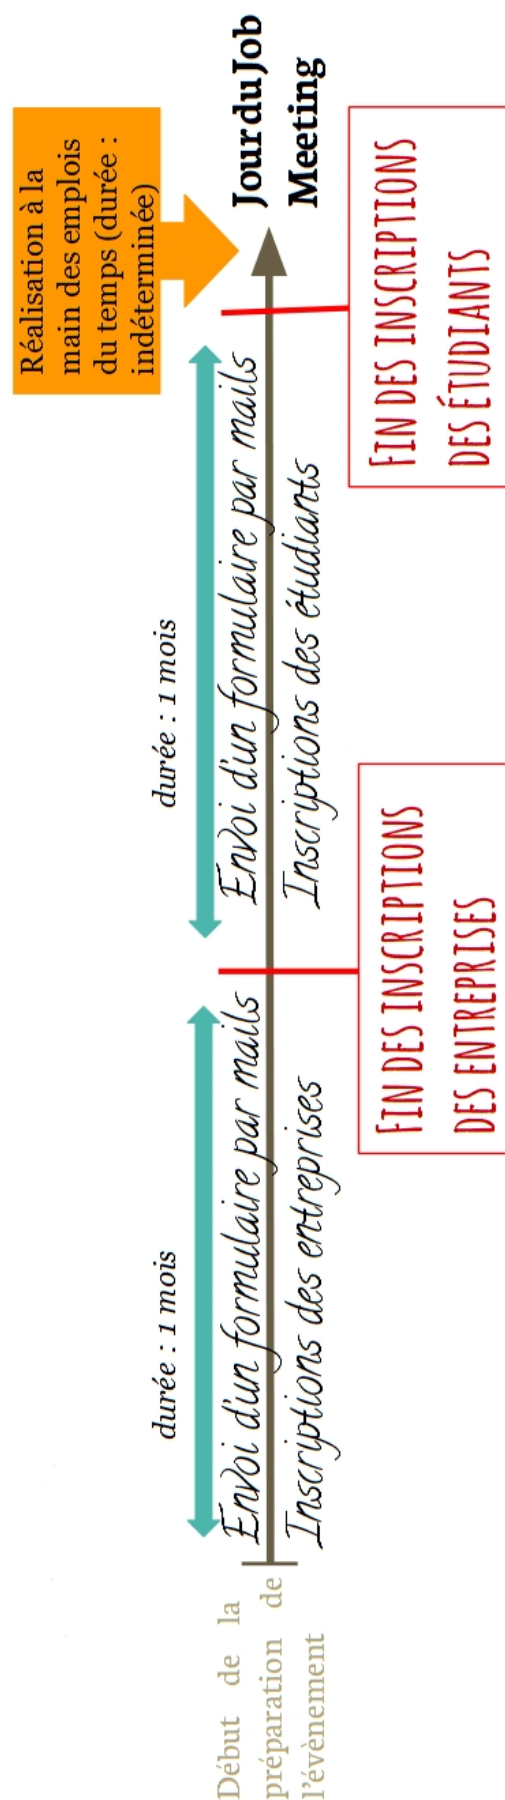 Début de la
préparation de
l'évènement
durée : 1 mois
Envoi d'un formulaire par mails
Inscriptions des entreprises
FIN DES INSCRIPTIONS
DES ENTREPRISES
durée : 1 mois
Envoi d'un formulaire par mails
Inscriptions des étudiants
FIN DES INSCRIPTIONS
DES ÉTUDIANTS
Réalisation à la
main des emplois
du temps (durée :
indéterminée)
Jour du Job
Meeting